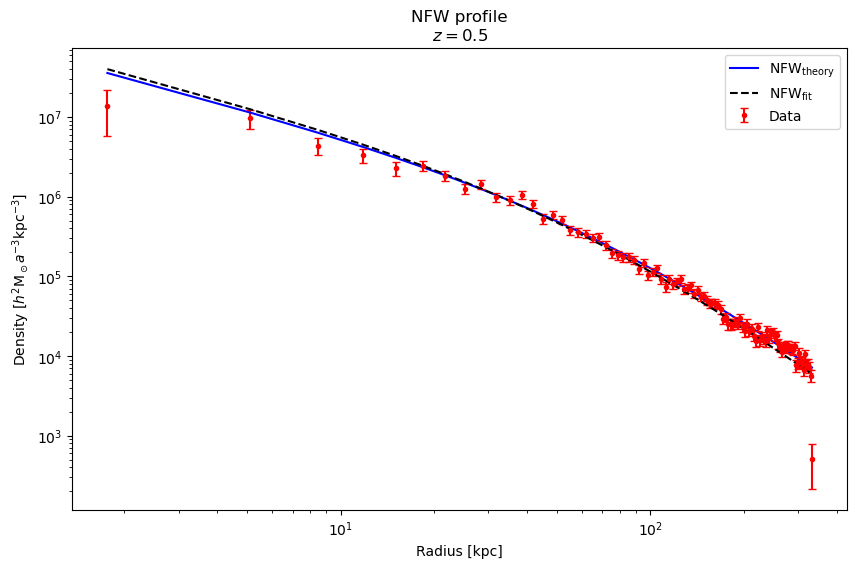 NFW profile
z = 0.5
NFW_theory
NFW_fit
Data
Density [h²M⊙a⁻³kpc⁻³]
10⁷
10⁶
10⁵
10⁴
10³
10¹
10²
Radius [kpc]